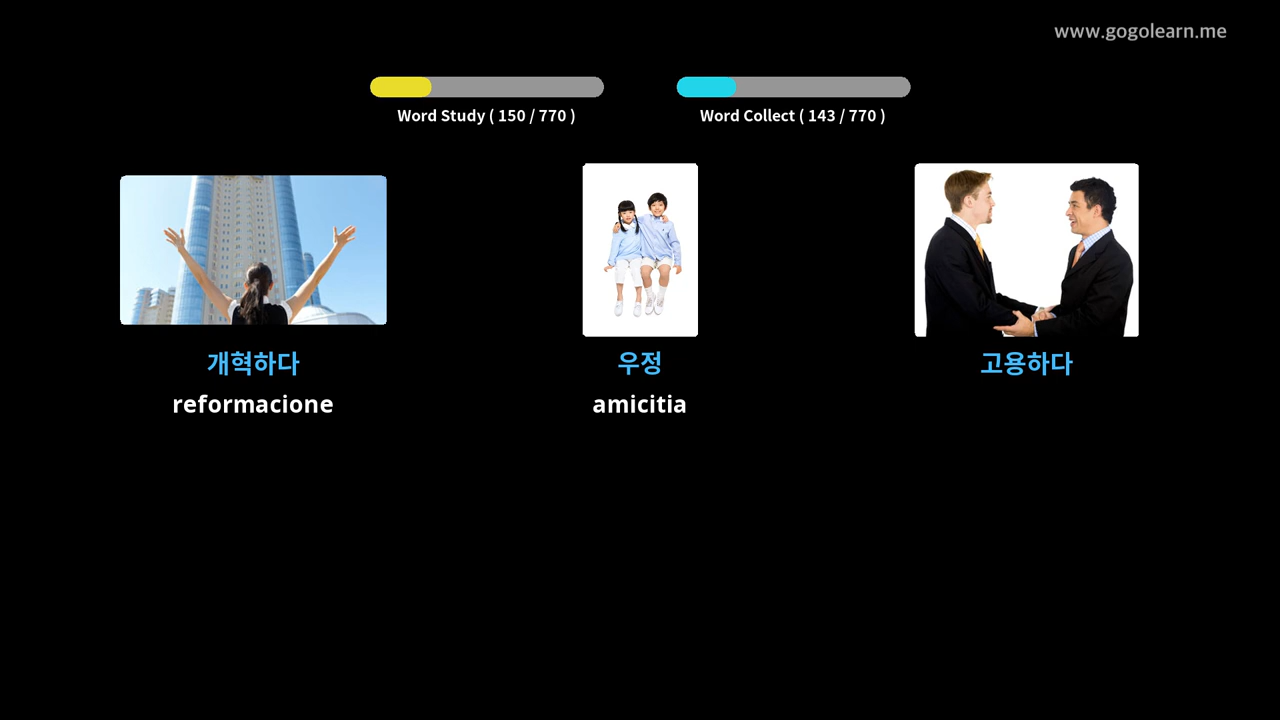 www.gogolearn.me
Word Study ( 150 / 770 )
Word Collect ( 143 / 770 )
개혁하다
우정
고용하다
reformacione
amicitia